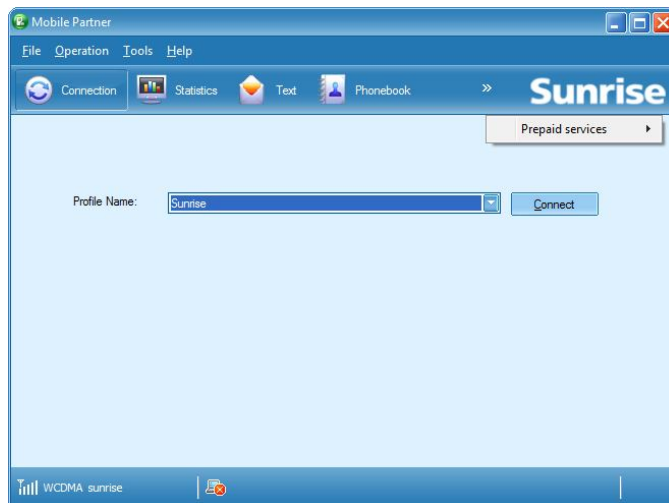 Mobile Partner
File Operation Tools Help
Connection Statistics Text Phonebook » Sunrise
Prepaid services
Profile Name: Sunrise Connect
WCDMA sunrise